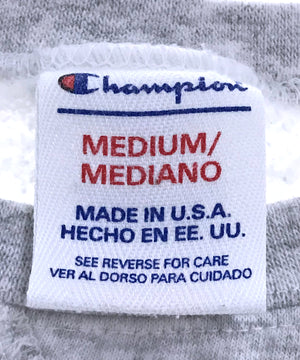 Champion
MEDIUM/
MEDIANO
MADE IN U.S.A.
HECHO EN EE. UU.
SEE REVERSE FOR CARE
VER AL DORSO PARA CUIDADO